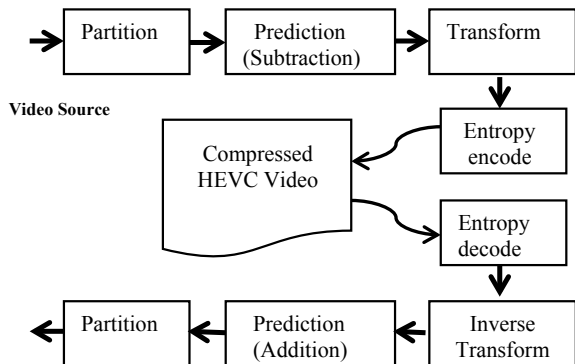 Partition
Prediction
(Subtraction)
Transform
Video Source
Entropy
encode
Compressed
HEVC Video
Entropy
decode
Partition
Prediction
(Addition)
Inverse
Transform